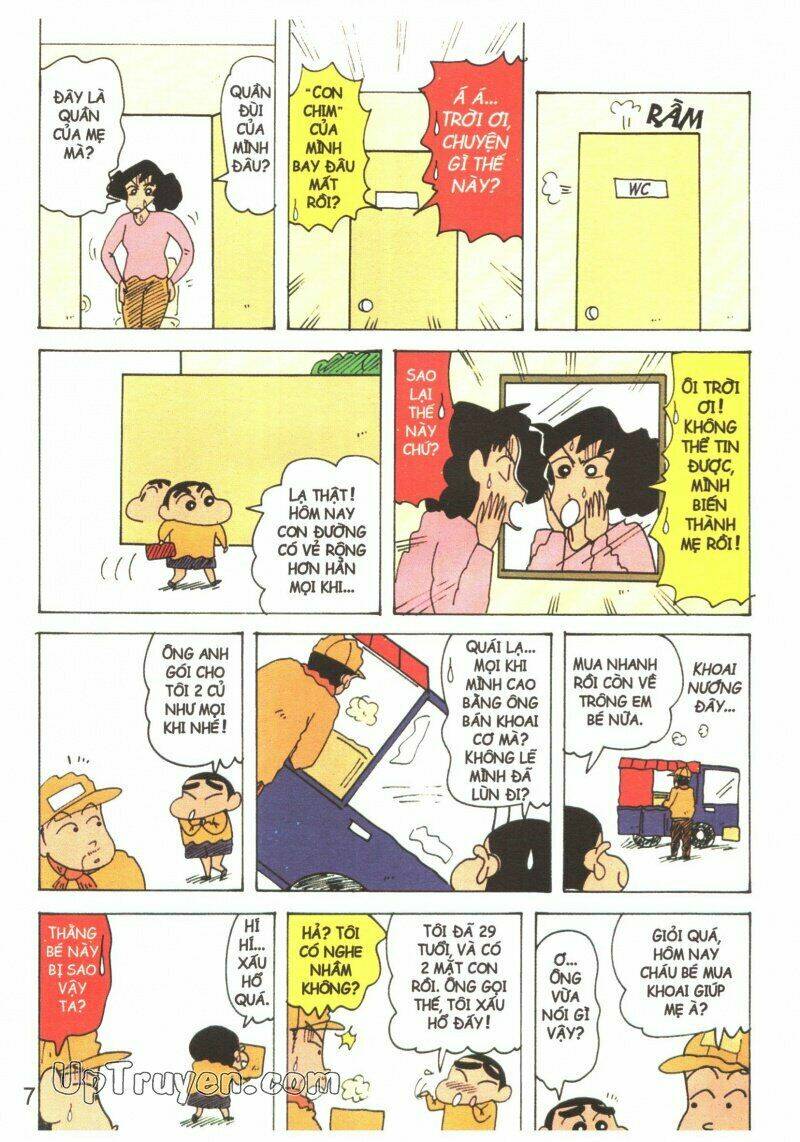 RẦM
WC
Á Á...
TRỜI ƠI,
CHUYỆN
GÌ THẾ
NÀY?
"CON
CHIM"
CỦA
MÌNH
BAY ĐÂU
MẤT
RỒI?
QUẦN
ĐÙI
CỦA
MÌNH
ĐÂU?
ĐÂY LÀ
QUẦN
CỦA MẸ
MÀ?
ÔI TRỜI
ƠI!
KHÔNG
THỂ TIN
ĐƯỢC,
MÌNH
BIẾN
THÀNH
MẸ RỒI!
SAO
LẠI
THẾ
NÀY
CHỨ?
LẠ THẬT!
HÔM NAY
CON ĐƯỜNG
CÓ VẺ RỘNG
HƠN HẲN
MỌI KHI...
KHOAI
NƯỚNG
ĐÂY...
MUA NHANH
RỒI CÒN VỀ
TRÔNG EM
BÉ NỮA.
QUÁI LẠ...
MỌI KHI
MÌNH CAO
BẰNG ÔNG
BÁN KHOAI
CƠ MÀ?
KHÔNG LẼ
MÌNH ĐÃ
LÙN ĐI?
ÔNG ANH
GÓI CHO
TÔI 2 CỦ
NHƯ MỌI
KHI NHÉ!
GIỎI QUÁ,
HÔM NAY
CHÁU BÉ MUA
KHOAI GIÚP
MẸ À?
Ơ...
ÔNG
VỪA
NÓI GÌ
VẬY?
TÔI ĐÃ 29
TUỔI, VÀ CÓ
2 MẶT CON
RỒI. ÔNG GỌI
THẾ, TÔI XẤU
HỔ ĐẤY!
HẢ? TÔI
CÓ NGHE
NHẦM
KHÔNG?
HÍ
HÍ...
XẤU
HỔ
QUÁ.
THẰNG
BÉ NÀY
BỊ SAO
VẬY
TA?
7
UpTruyen.com